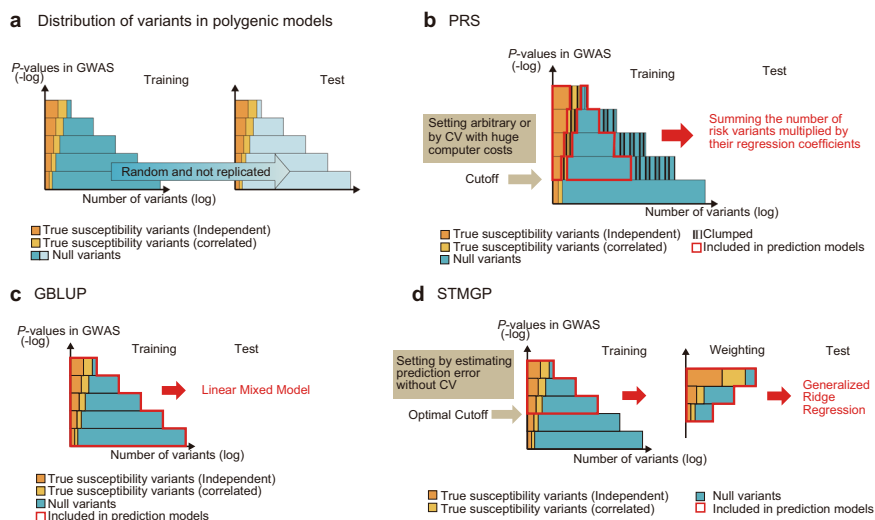 a Distribution of variants in polygenic models
P-values in GWAS
(-log)
Training
Test
Random and not replicated
Number of variants (log)
True susceptibility variants (Independent)
True susceptibility variants (correlated)
Null variants
b PRS
P-values in GWAS
(-log)
Training
Test
Setting arbitrary or
by CV with huge
computer costs
Cutoff
Summing the number of
risk variants multiplied by
their regression coefficients
Number of variants (log)
True susceptibility variants (Independent)
True susceptibility variants (correlated)
Null variants
Clumped
Included in prediction models
c GBLUP
P-values in GWAS
(-log)
Training
Test
Linear Mixed Model
Number of variants (log)
True susceptibility variants (Independent)
True susceptibility variants (correlated)
Null variants
Included in prediction models
d STMGP
P-values in GWAS
(-log)
Training
Weighting
Test
Setting by estimating
prediction error
without CV
Optimal Cutoff
Generalized
Ridge
Regression
Number of variants (log)
True susceptibility variants (Independent)
True susceptibility variants (correlated)
Null variants
Included in prediction models